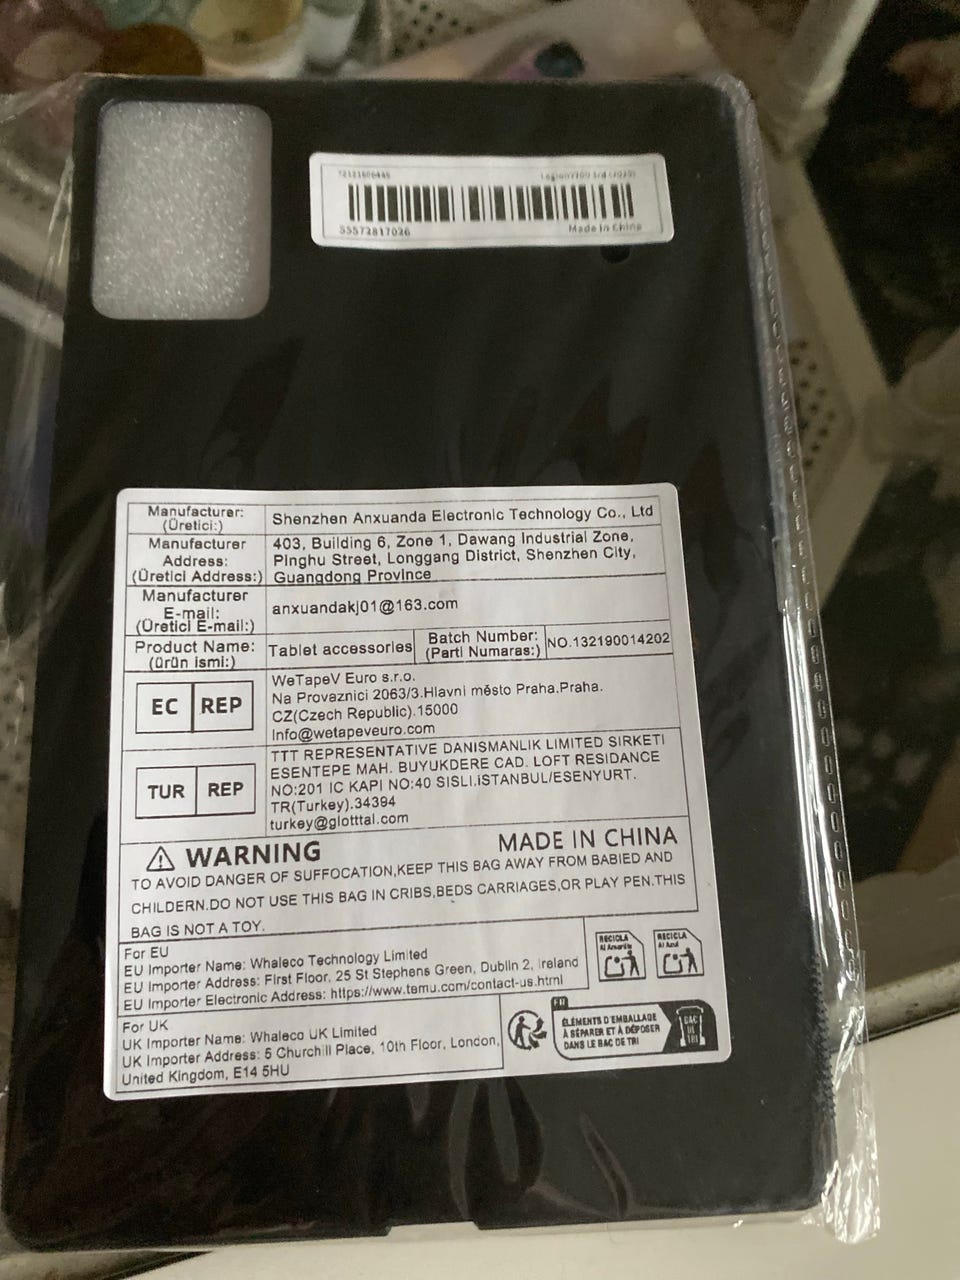 Made in China
55572817026
Manufacturer:
(Üretici:)
Shenzhen Anxuanda Electronic Technology Co., Ltd
Manufacturer
Address:
(Üretici Address:)
403, Building 6, Zone 1, Dawang Industrial Zone,
Pinghu Street, Longgang District, Shenzhen City,
Guangdong Province
Manufacturer
E-mail:
(Üretici E-mail:)
anxuandakj01@163.com
Product Name:
(ürün ismi:)
Tablet accessories
Batch Number:
(Parti Numaras:)
NO.132190014202
EC REP
WeTapeV Euro s.r.o.
Na Provaznici 2063/3.Hlavni město Praha.Praha.
CZ(Czech Republic).15000
Info@wetapeveuro.com
TUR REP
TTT REPRESENTATIVE DANISMANLIK LIMITED SIRKETI
ESENTEPE MAH. BUYUKDERE CAD. LOFT RESIDANCE
NO:201 IC KAPI NO:40 SISLI.iSTANBUL/ESENYURT.
TR(Turkey).34394
turkey@glotttal.com
WARNING MADE IN CHINA
TO AVOID DANGER OF SUFFOCATION,KEEP THIS BAG AWAY FROM BABIED AND
CHILDERN.DO NOT USE THIS BAG IN CRIBS,BEDS CARRIAGES,OR PLAY PEN.THIS
BAG IS NOT A TOY.
For EU
EU Importer Name: Whaleco Technology Limited
EU Importer Address: First Floor, 25 St Stephens Green, Dublin 2, Ireland
EU Importer Electronic Address: https://www.temu.com/contact-us.html
RECICLA
Al Amarillo
RECICLA
Al Azul
For UK
UK Importer Name: Whaleco UK Limited
UK Importer Address: 5 Churchill Place, 10th Floor, London,
United Kingdom, E14 5HU
FR
ÉLÉMENTS D'EMBALLAGE
À SÉPARER ET À DÉPOSER
DANS LE BAC DE TRI
BAC
DE
TRI